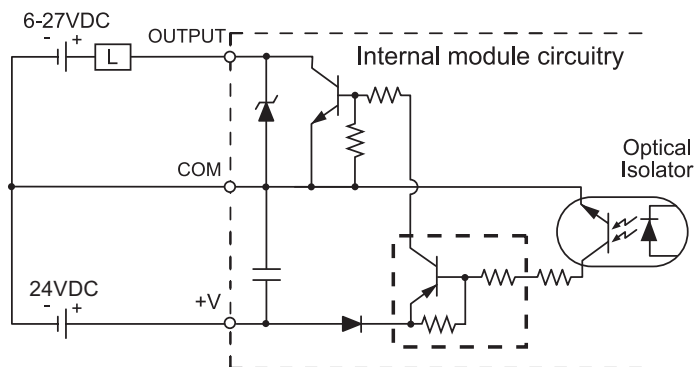 6-27VDC
- +
L
OUTPUT
Internal module circuitry
COM
Optical
Isolator
24VDC
- +
+V